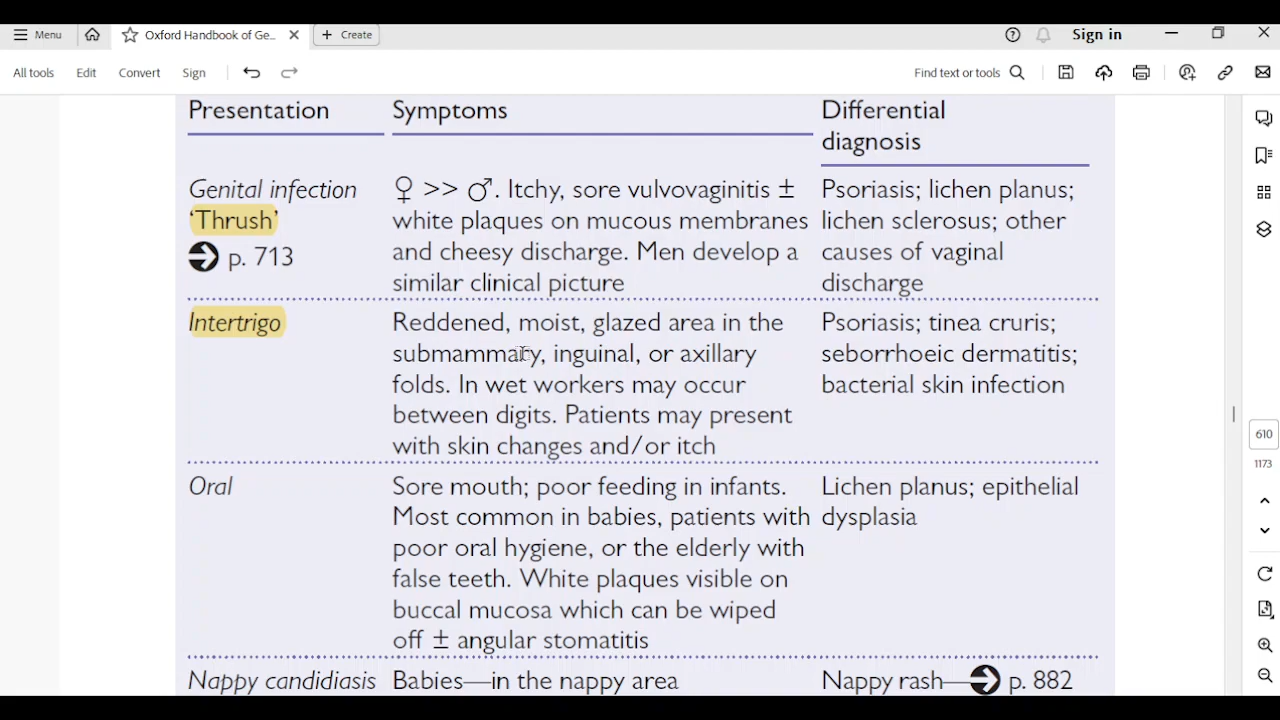 Menu
Oxford Handbook of Ge...
Create
Sign in
All tools
Edit
Convert
Sign
Find text or tools
Presentation
Symptoms
Differential
diagnosis
Genital infection
‘Thrush’
p. 713
♀ >> ♂. Itchy, sore vulvovaginitis ±
white plaques on mucous membranes
and cheesy discharge. Men develop a
similar clinical picture
Psoriasis; lichen planus;
lichen sclerosus; other
causes of vaginal
discharge
Intertrigo
Reddened, moist, glazed area in the
submammary, inguinal, or axillary
folds. In wet workers may occur
between digits. Patients may present
with skin changes and/or itch
Psoriasis; tinea cruris;
seborrhoeic dermatitis;
bacterial skin infection
Oral
Sore mouth; poor feeding in infants.
Most common in babies, patients with
poor oral hygiene, or the elderly with
false teeth. White plaques visible on
buccal mucosa which can be wiped
off ± angular stomatitis
Lichen planus; epithelial
dysplasia
Nappy candidiasis
Babies—in the nappy area
Nappy rash— p. 882
610
1173